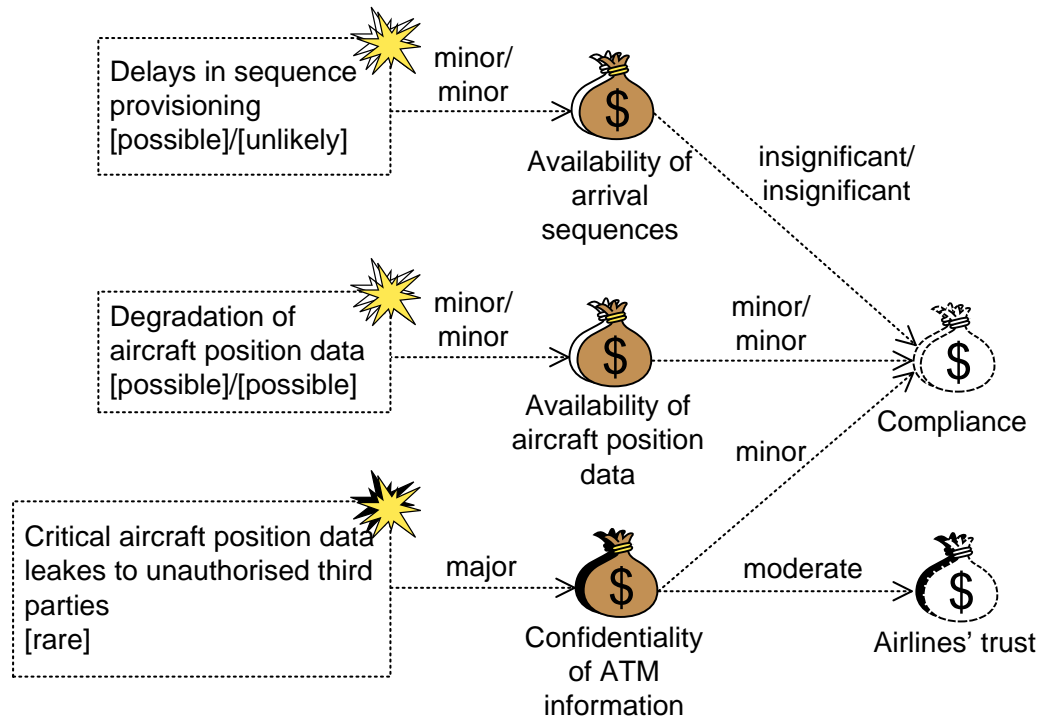 Delays in sequence
provisioning
[possible]/[unlikely]
minor/
minor
$
Availability of
arrival
sequences
insignificant/
insignificant
Degradation of
aircraft position data
[possible]/[possible]
minor/
minor
$
Availability of
aircraft position
data
minor/
minor
$
Compliance
minor
Critical aircraft position data
leakes to unauthorised third
parties
[rare]
major
$
Confidentiality
of ATM
information
moderate
$
Airlines’ trust